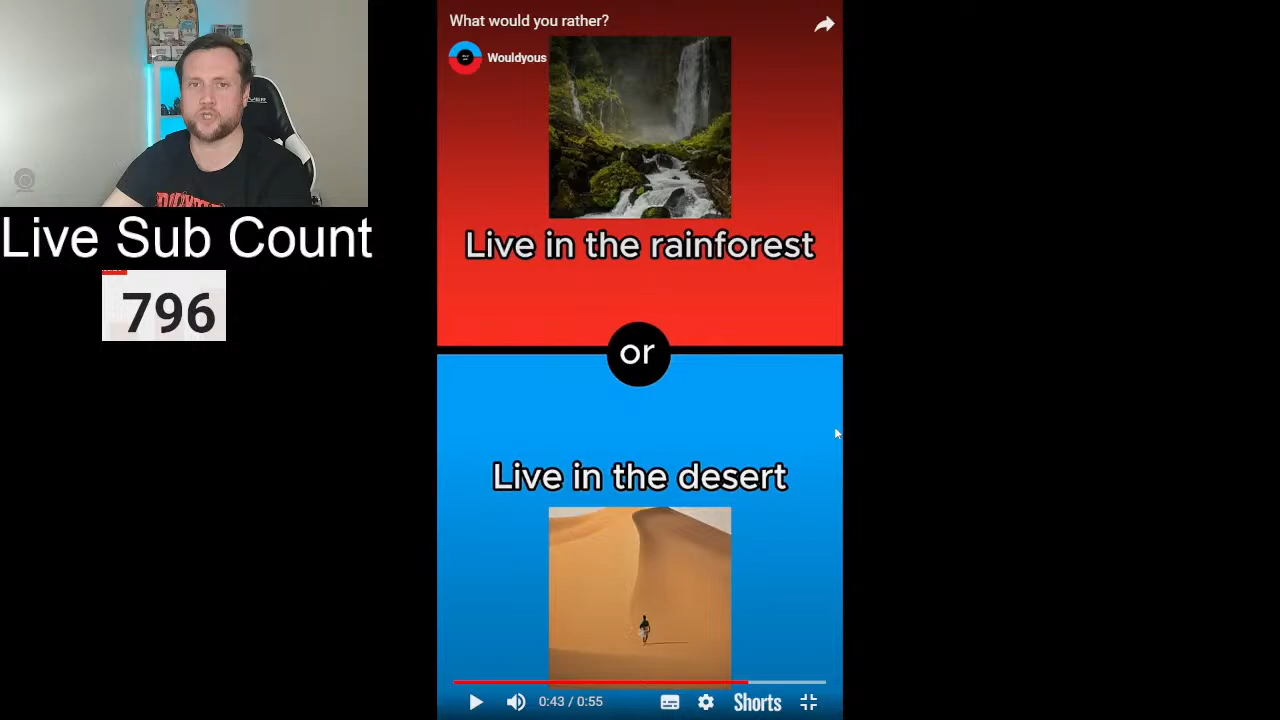 What would you rather?
Wouldyous
Live in the rainforest
or
Live in the desert
0:43 / 0:55
Shorts
Live Sub Count
796